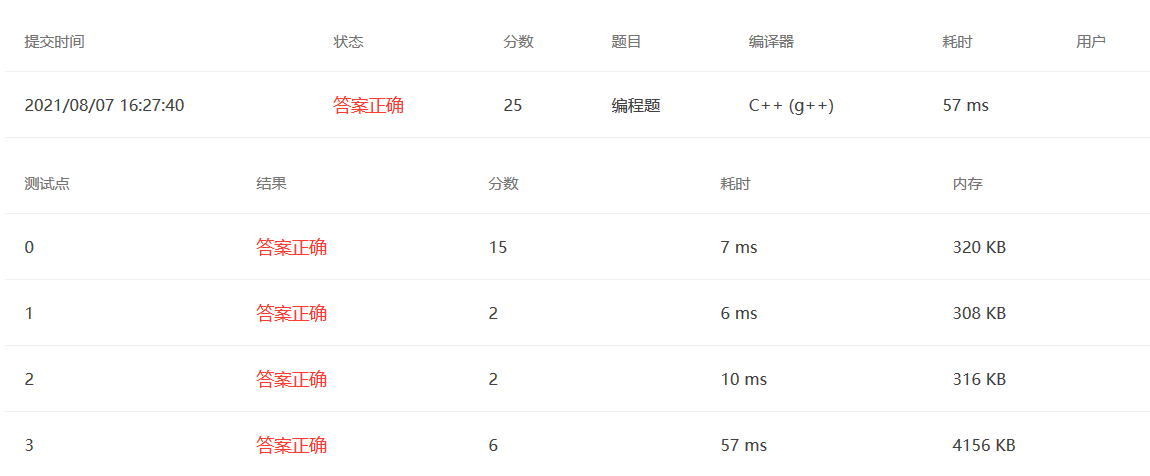 提交时间 状态 分数 题目 编译器 耗时 用户
2021/08/07 16:27:40 答案正确 25 编程题 C++ (g++) 57 ms
测试点 结果 分数 耗时 内存
0 答案正确 15 7 ms 320 KB
1 答案正确 2 6 ms 308 KB
2 答案正确 2 10 ms 316 KB
3 答案正确 6 57 ms 4156 KB